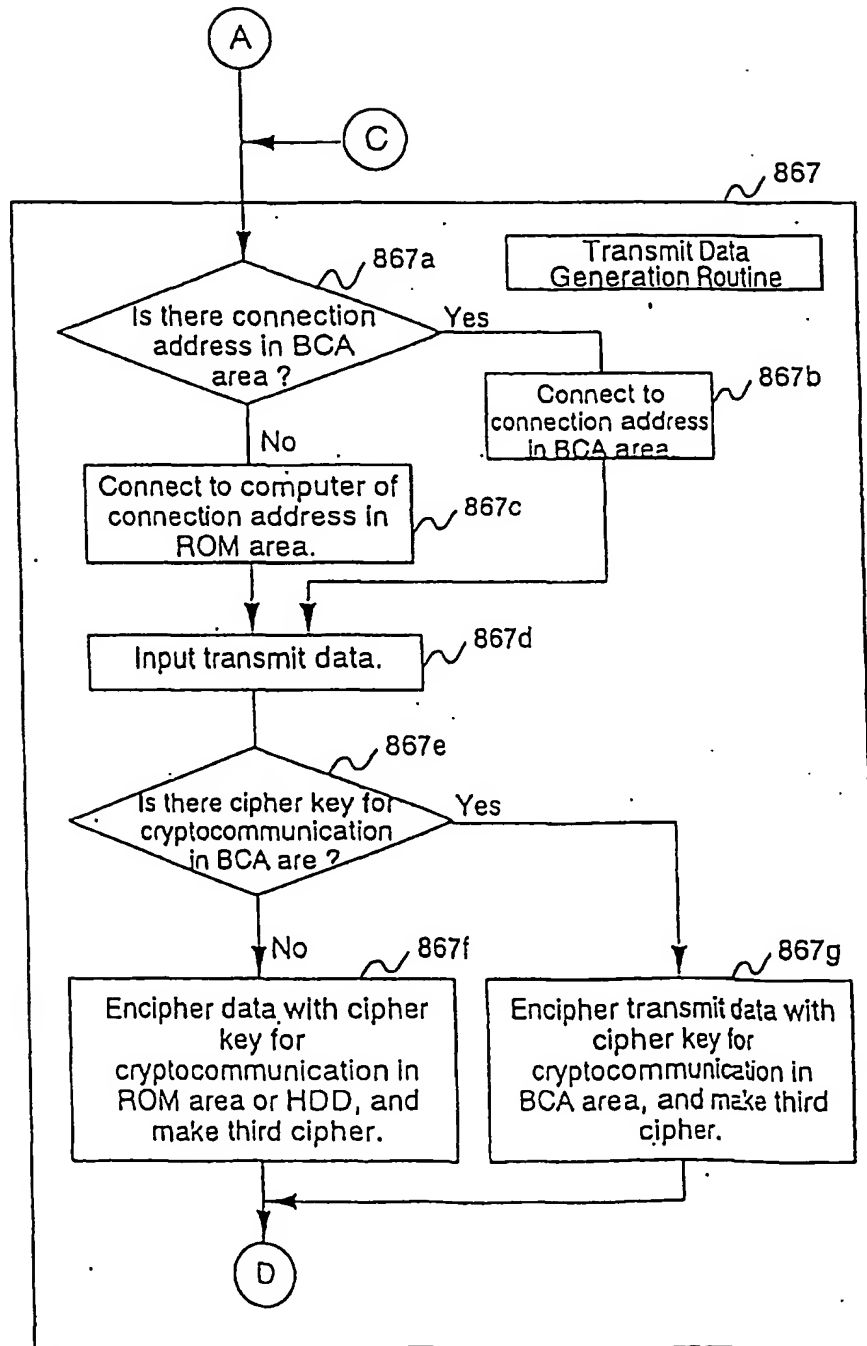 A
C
867
867a
Transmit Data
Generation Routine
Is there connection
address in BCA
area ?
Yes
867b
Connect to
connection address
in BCA area
No
Connect to computer of
connection address in
ROM area.
867c
Input transmit data.
867d
867e
Is there cipher key for
cryptocommunication
in BCA are ?
Yes
No
867f
867g
Encipher data with cipher
key for
cryptocommunication in
ROM area or HDD, and
make third cipher.
Encipher transmit data with
cipher key for
cryptocommunication in
BCA area, and make third
cipher.
D